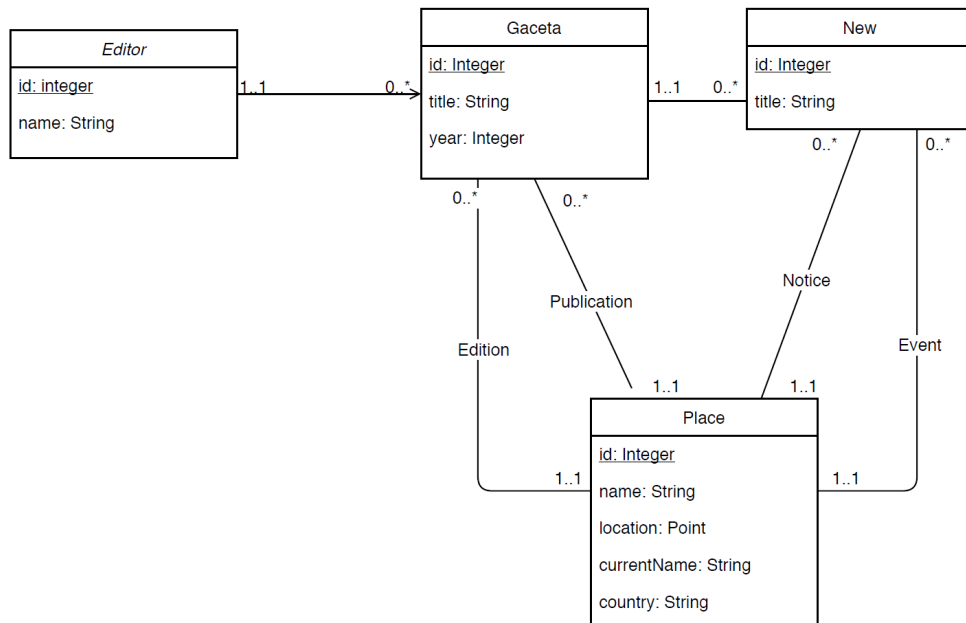 Editor
id: integer
name: String
1..1
0..*
Gaceta
id: Integer
title: String
year: Integer
1..1
0..*
New
id: Integer
title: String
0..*
0..*
0..*
0..*
Edition
Publication
Notice
Event
1..1
1..1
1..1
1..1
Place
id: Integer
name: String
location: Point
currentName: String
country: String